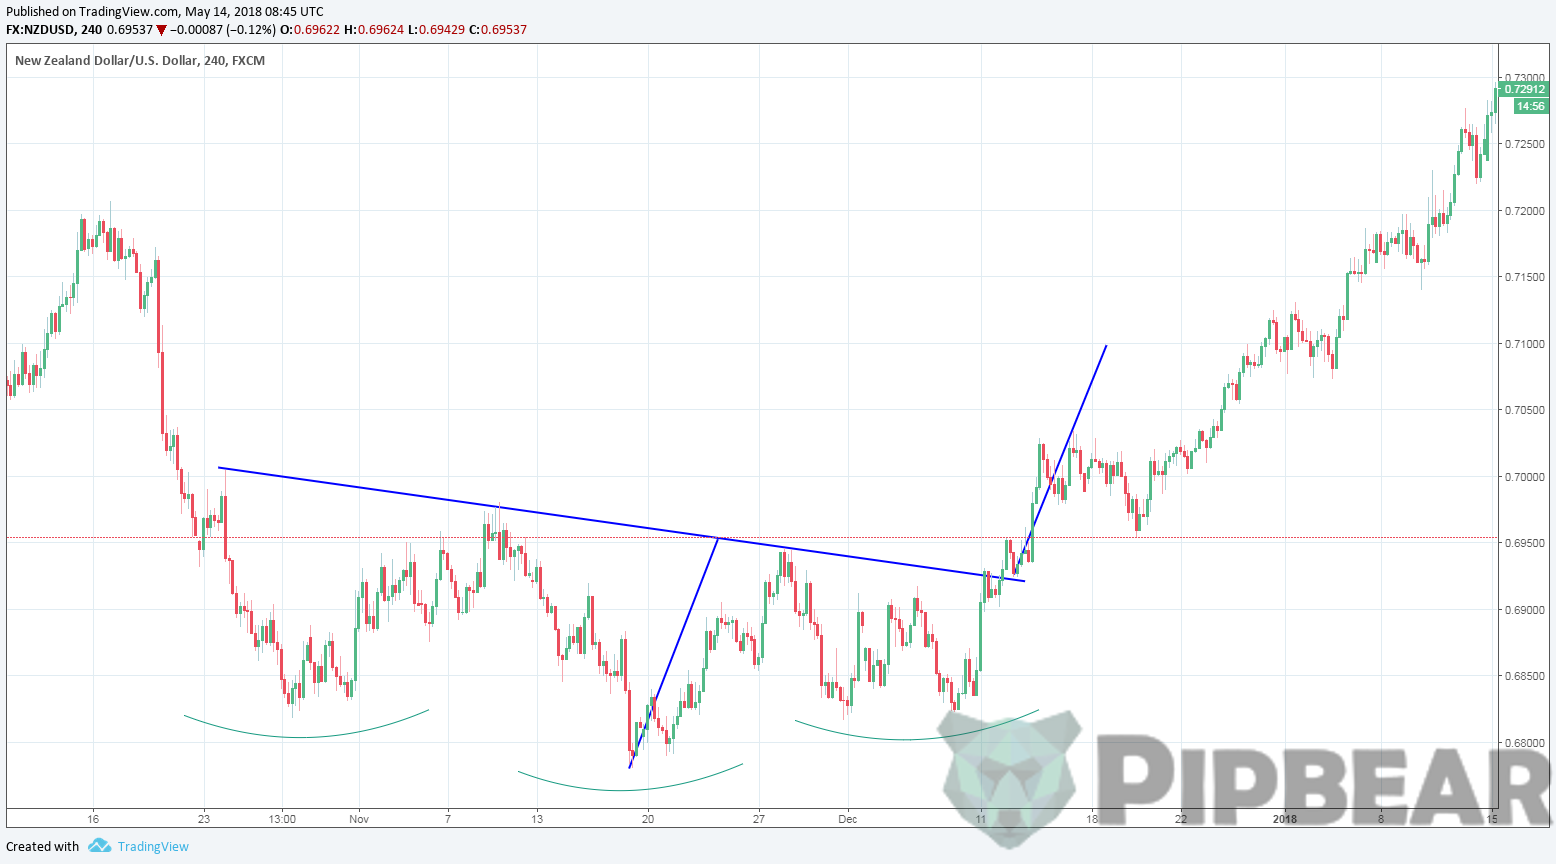 Published on TradingView.com, May 14, 2018 08:45 UTC
FX:NZDUSD, 240 0.69537 ▼ −0.00087 (−0.12%) O:0.69622 H:0.69624 L:0.69429 C:0.69537
New Zealand Dollar/U.S. Dollar, 240, FXCM
0.73000
0.72912
14:56
0.72500
0.72000
0.71500
0.71000
0.70500
0.70000
0.69500
0.69000
0.68500
0.68000
PIPBEAR
16 23 13:00 Nov 7 13 20 27 Dec 11 18 22 2018 8 15
Created with TradingView